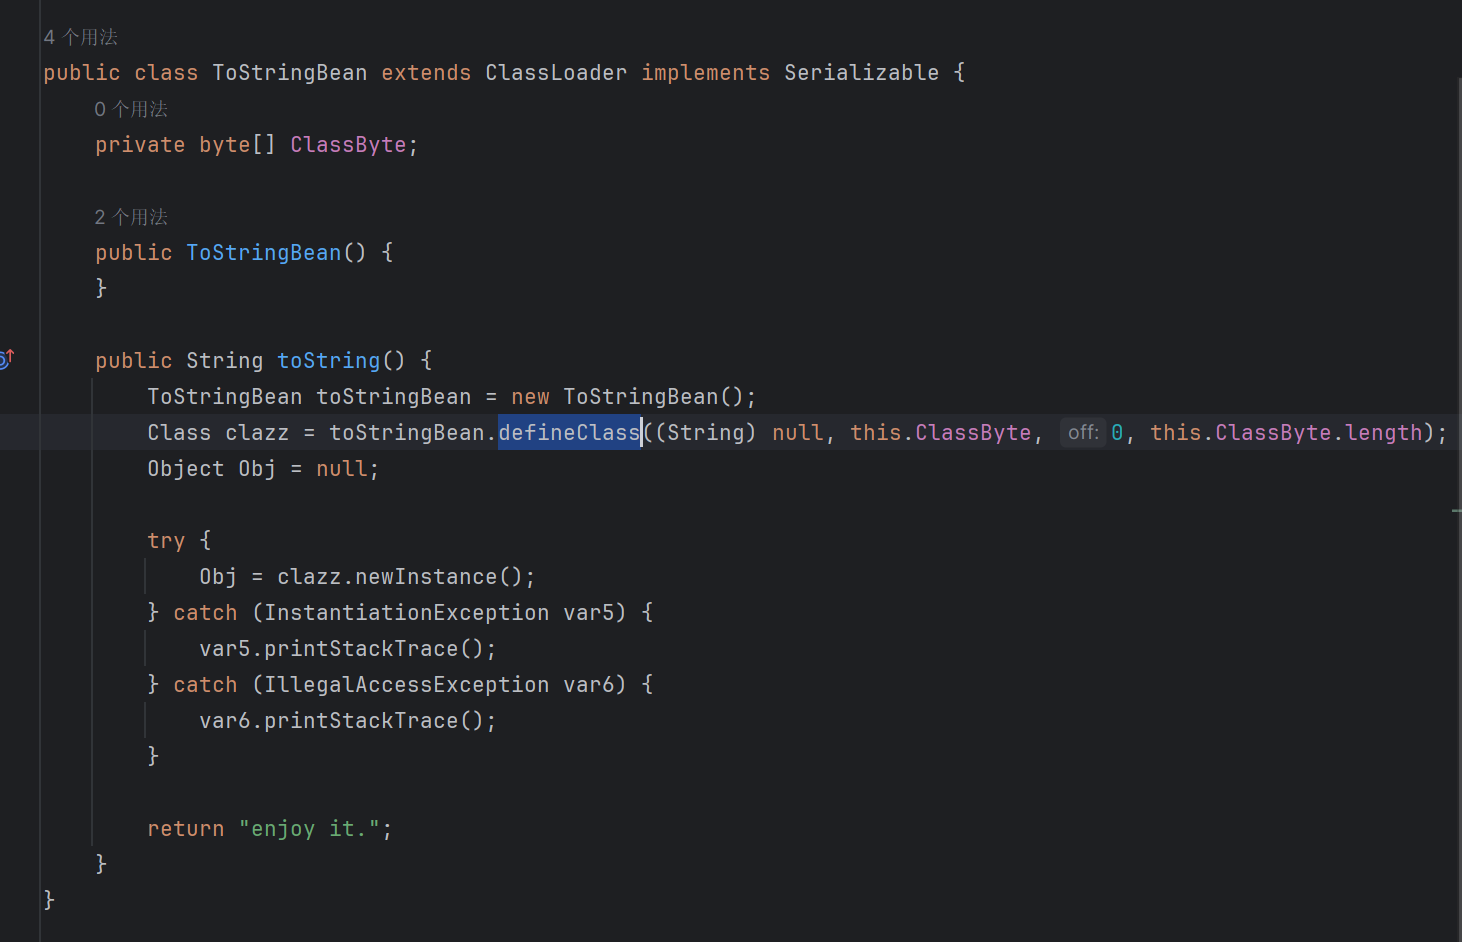 4 个用法
public class ToStringBean extends ClassLoader implements Serializable {
0 个用法
private byte[] ClassByte;
2 个用法
public ToStringBean() {
}
public String toString() {
ToStringBean toStringBean = new ToStringBean();
Class clazz = toStringBean.defineClass((String) null, this.ClassByte, off: 0, this.ClassByte.length);
Object Obj = null;
try {
Obj = clazz.newInstance();
} catch (InstantiationException var5) {
var5.printStackTrace();
} catch (IllegalAccessException var6) {
var6.printStackTrace();
}
return "enjoy it.";
}
}